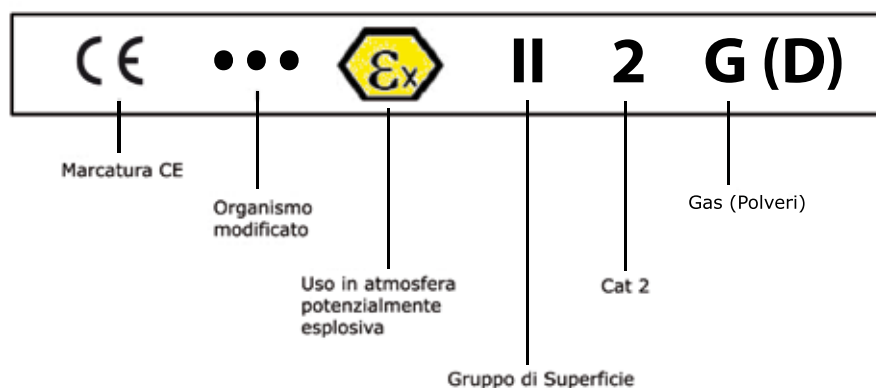 CE ••• Ɛx II 2 G (D)
Marcatura CE
Organismo
modificato
Gas (Polveri)
Uso in atmosfera
potenzialmente
esplosiva
Cat 2
Gruppo di Superficie